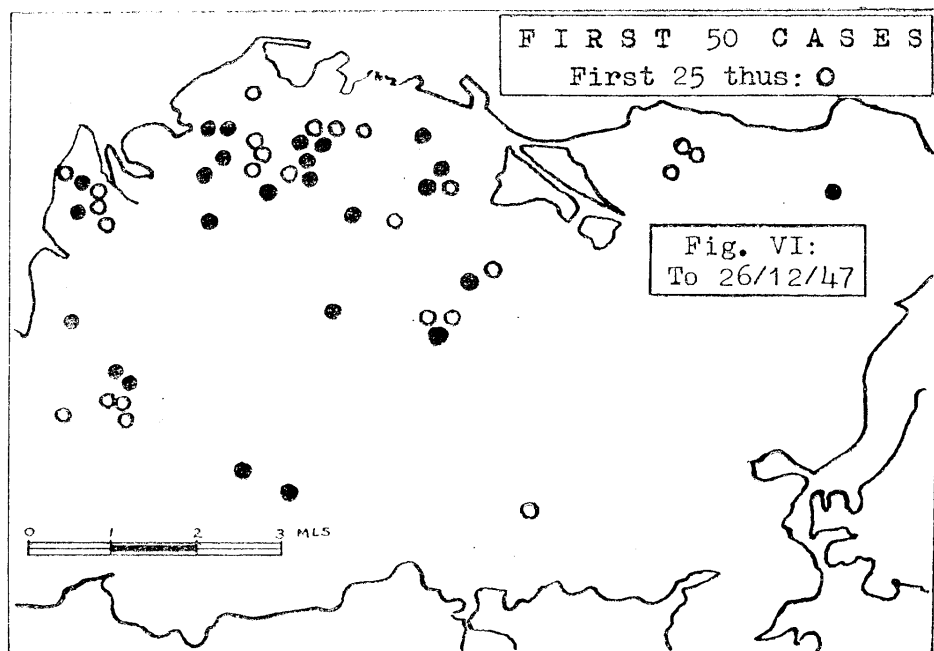 FIRST 50 CASES
First 25 thus:
Fig. VI:
To 26/12/47
0 1 2 3 MLS